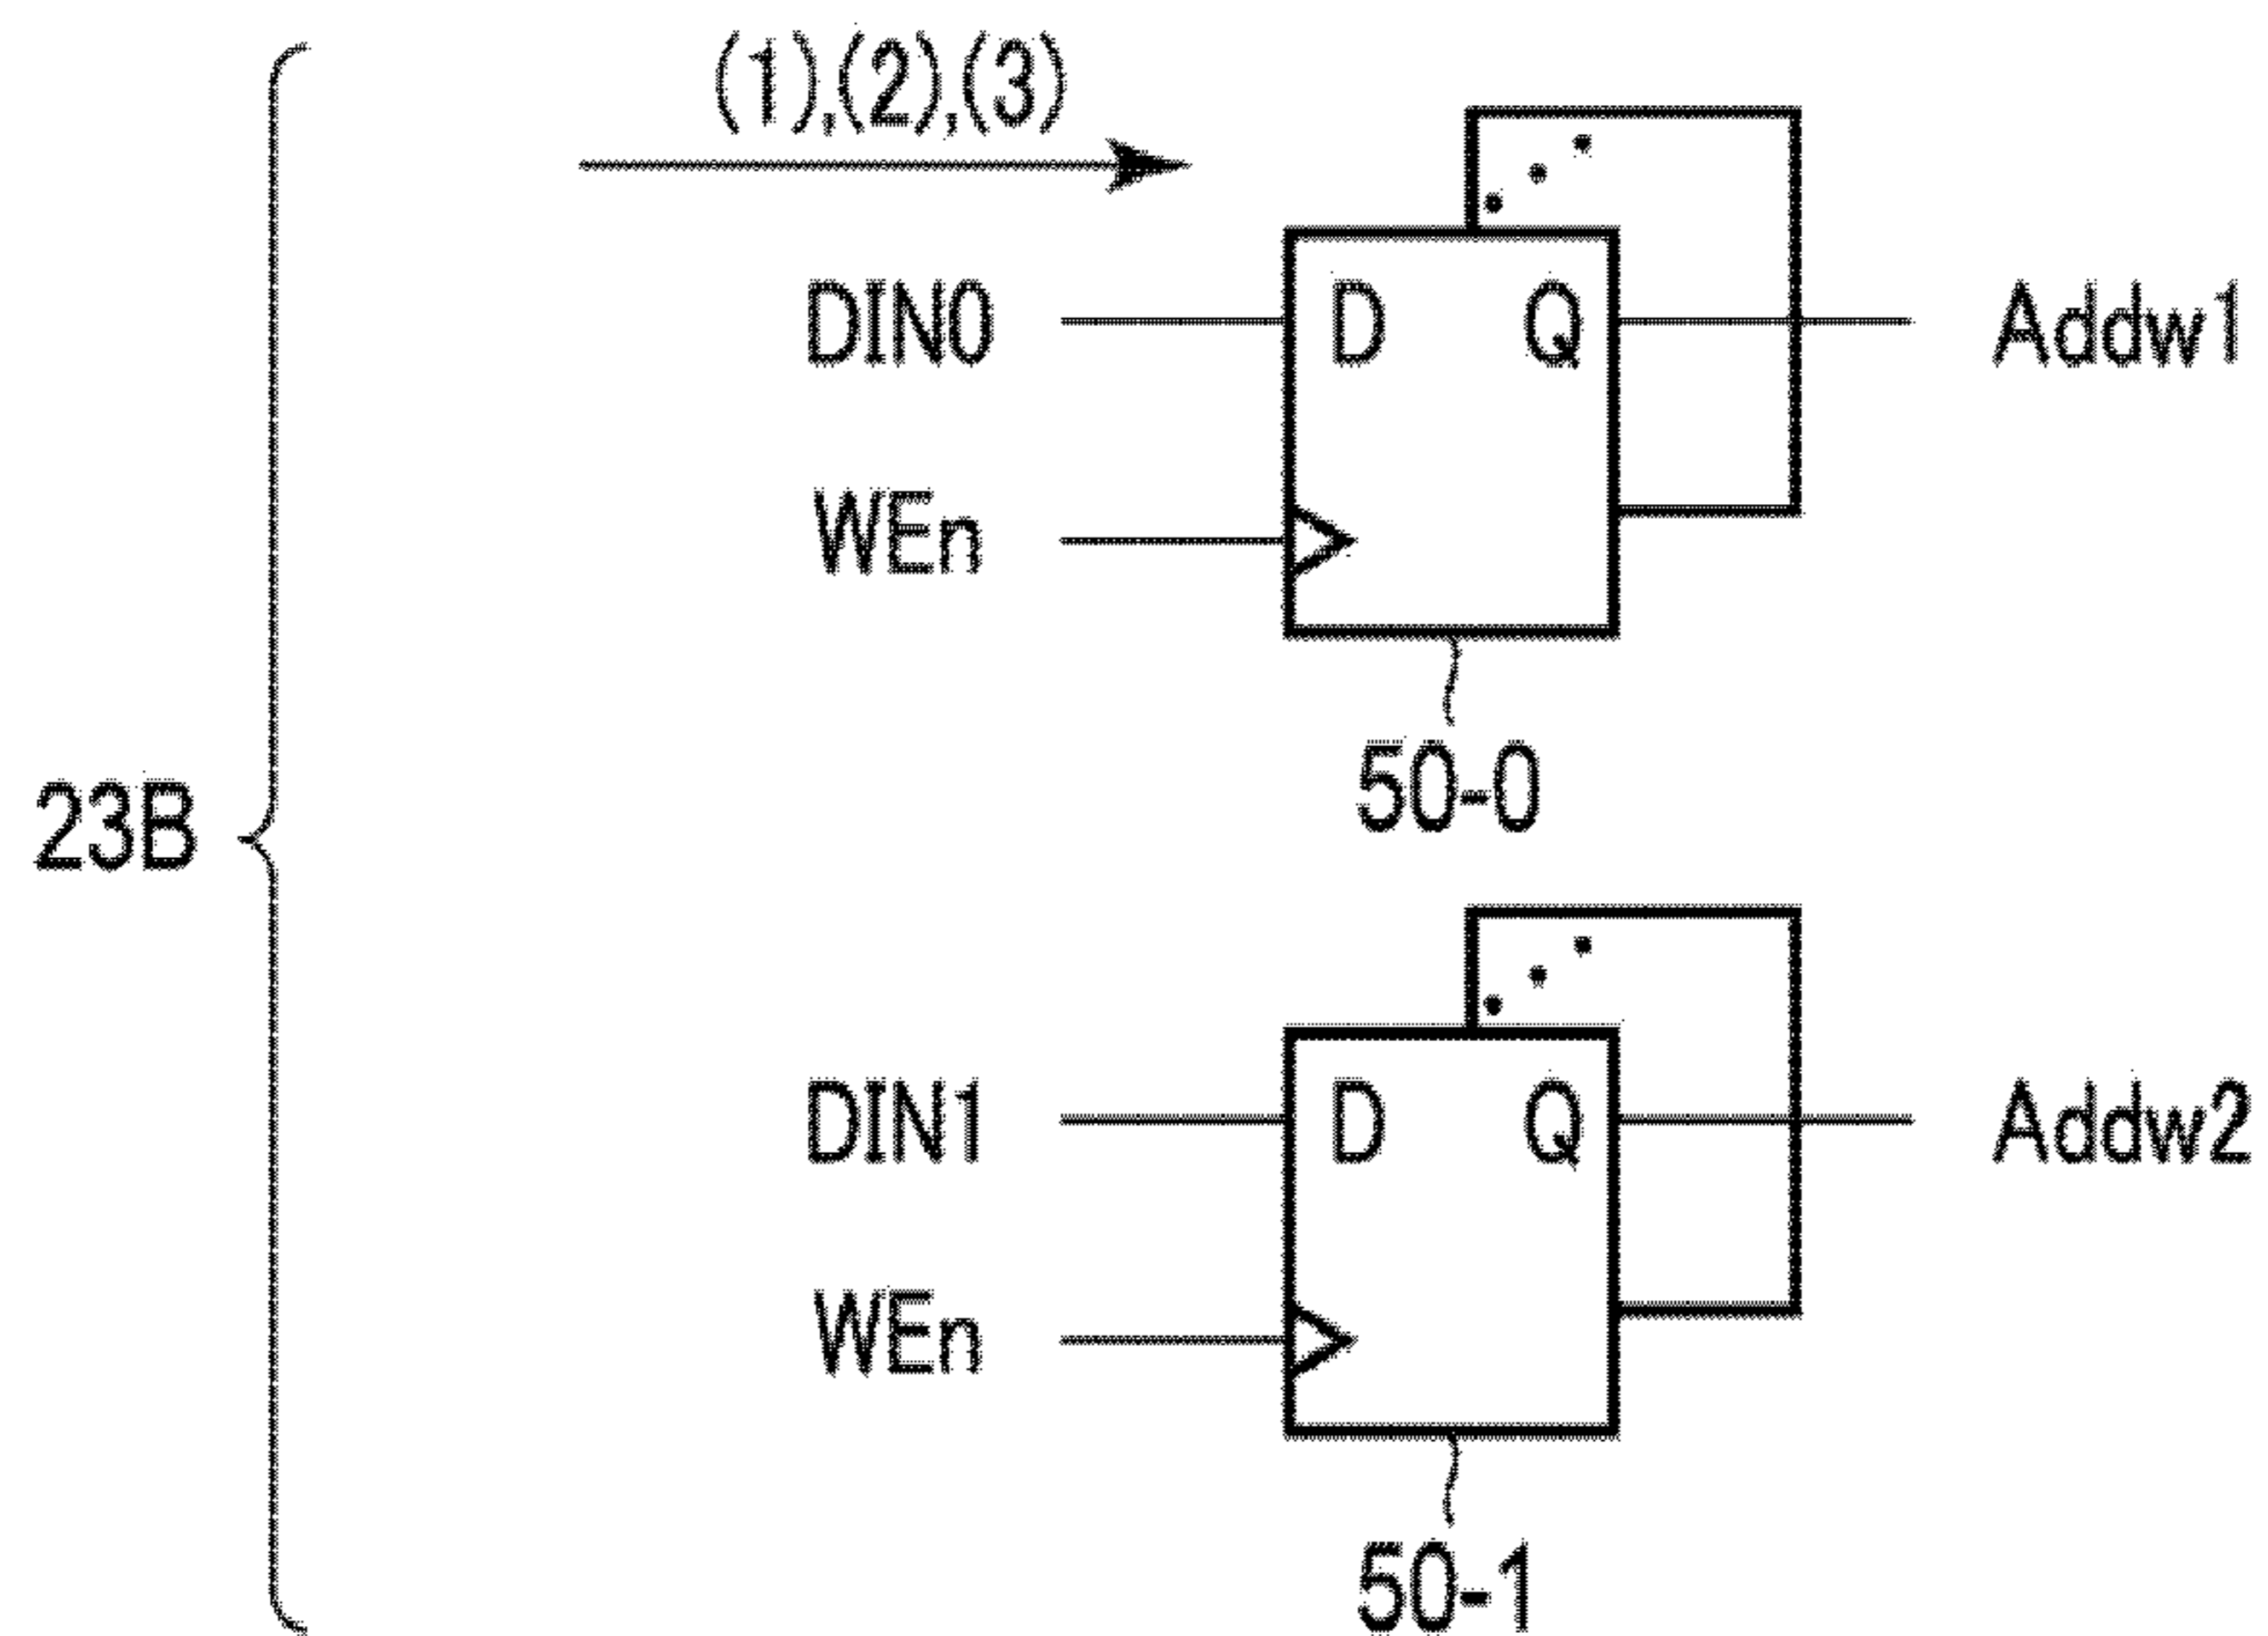 (1),(2),(3)
DIN0 D Q Addw1
WEn
50-0
23B
DIN1 D Q Addw2
WEn
50-1